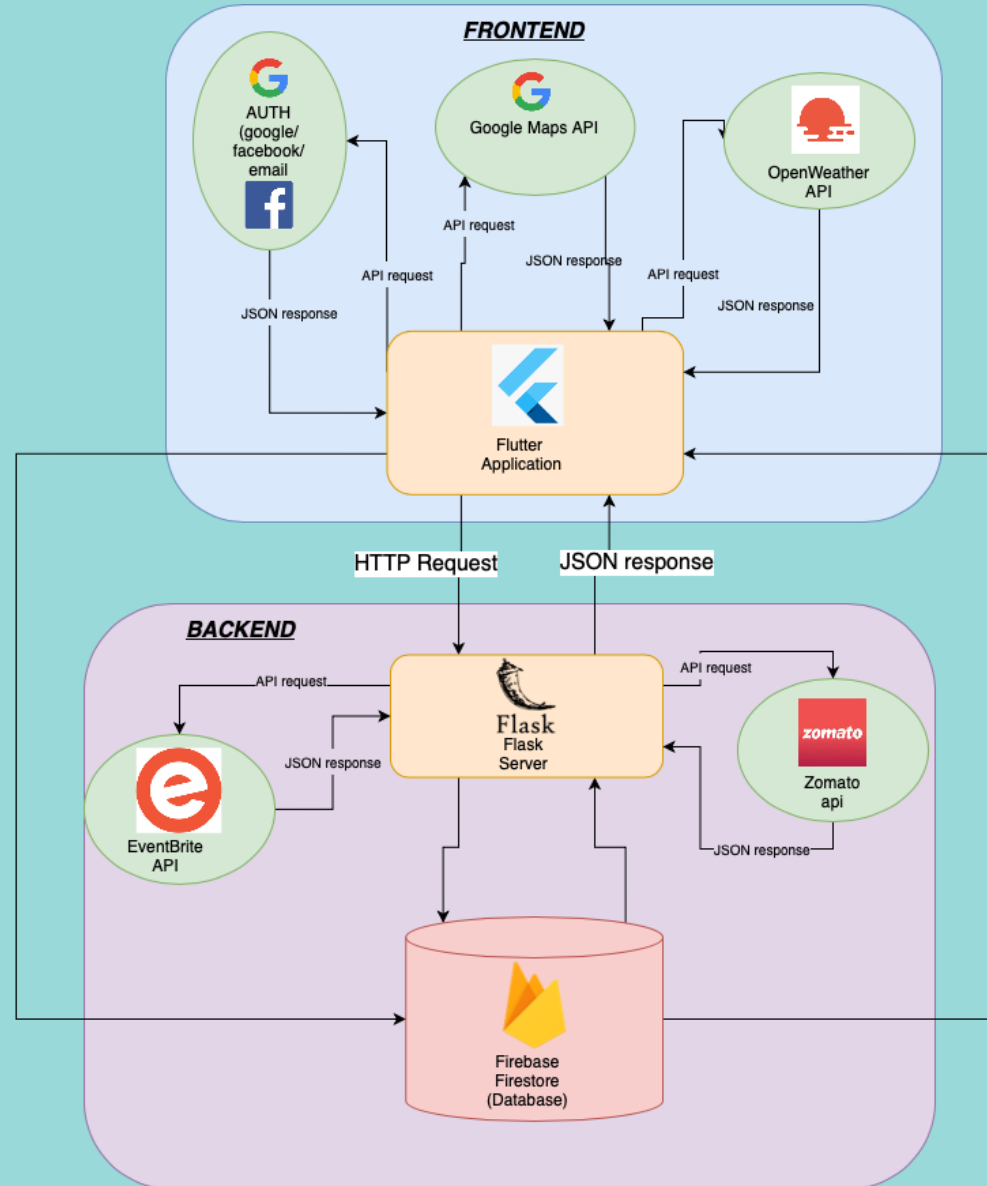 FRONTEND
AUTH
(google/
facebook/
email
Google Maps API
OpenWeather
API
API request
JSON response
API request
API request
JSON response
JSON response
Flutter
Application
HTTP Request
JSON response
BACKEND
API request
JSON response
Flask
Flask
Server
API request
zomato
Zomato
api
JSON response
EventBrite
API
Firebase
Firestore
(Database)